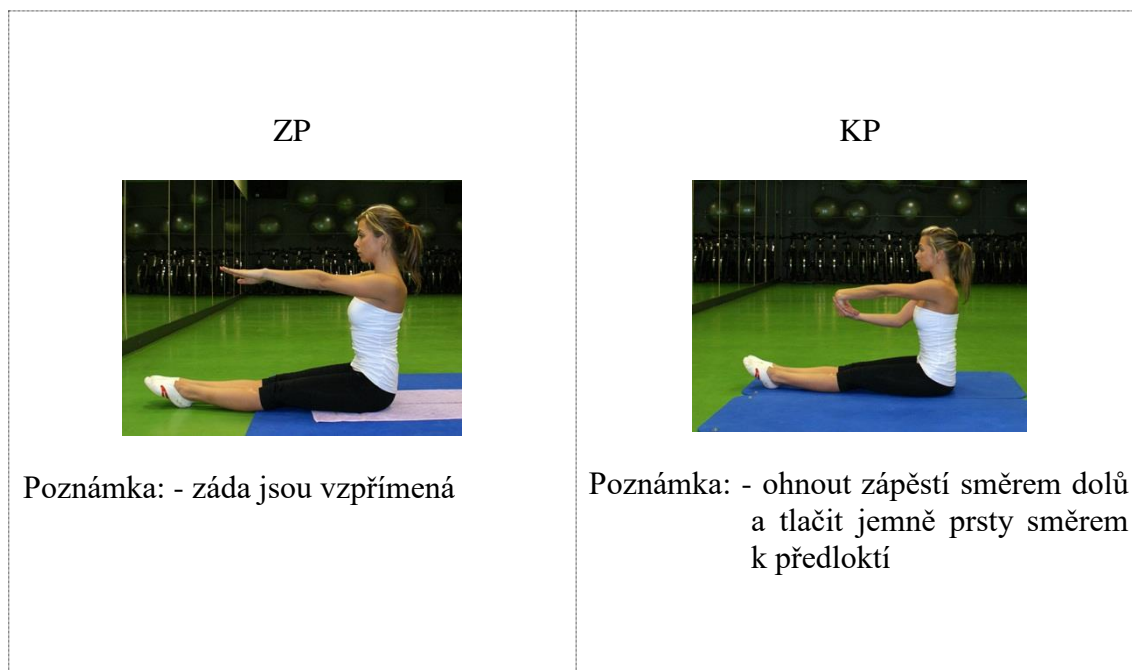 ZP
Poznámka: - záda jsou vzpřímená
KP
Poznámka: - ohnout zápěstí směrem dolů
a tlačit jemně prsty směrem
k předloktí